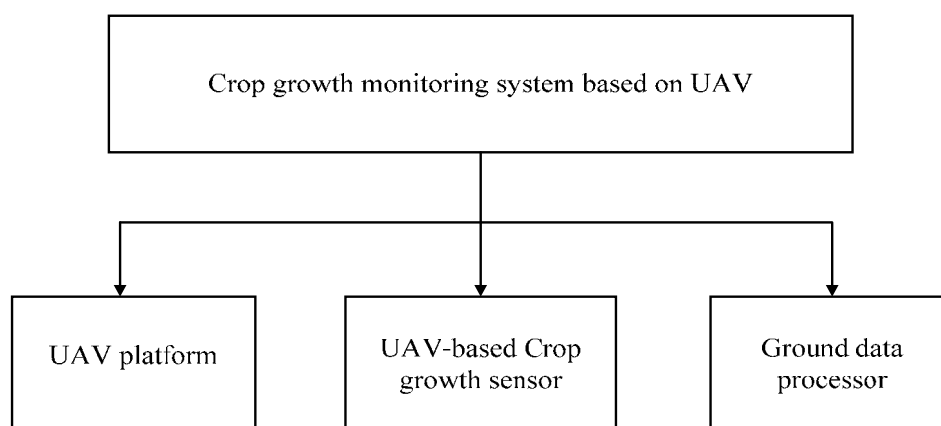 Crop growth monitoring system based on UAV
UAV platform
UAV-based Crop
growth sensor
Ground data
processor